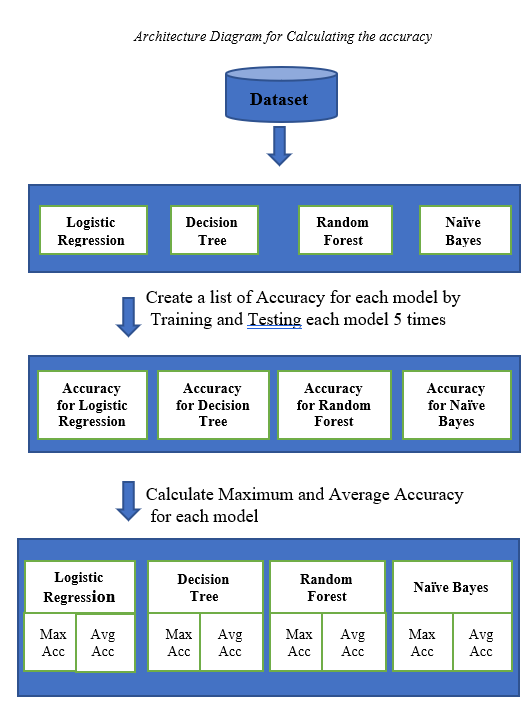 Architecture Diagram for Calculating the accuracy
Dataset
Logistic
Regression
Decision
Tree
Random
Forest
Naïve
Bayes
Create a list of Accuracy for each model by
Training and Testing each model 5 times
Accuracy
for Logistic
Regression
Accuracy
for Decision
Tree
Accuracy
for Random
Forest
Accuracy
for Naïve
Bayes
Calculate Maximum and Average Accuracy
for each model
Logistic
Regression
Decision
Tree
Random
Forest
Naïve Bayes
Max
Acc
Avg
Acc
Max
Acc
Avg
Acc
Max
Acc
Avg
Acc
Max
Acc
Avg
Acc